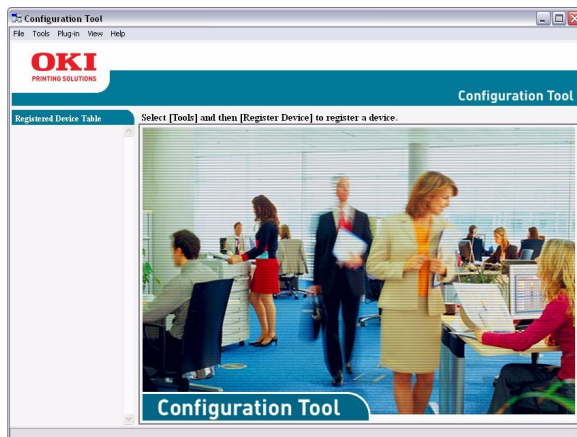 Configuration Tool
File Tools Plug-in View Help
OKI
PRINTING SOLUTIONS
Configuration Tool
Registered Device Table
Select [Tools] and then [Register Device] to register a device.
Configuration Tool